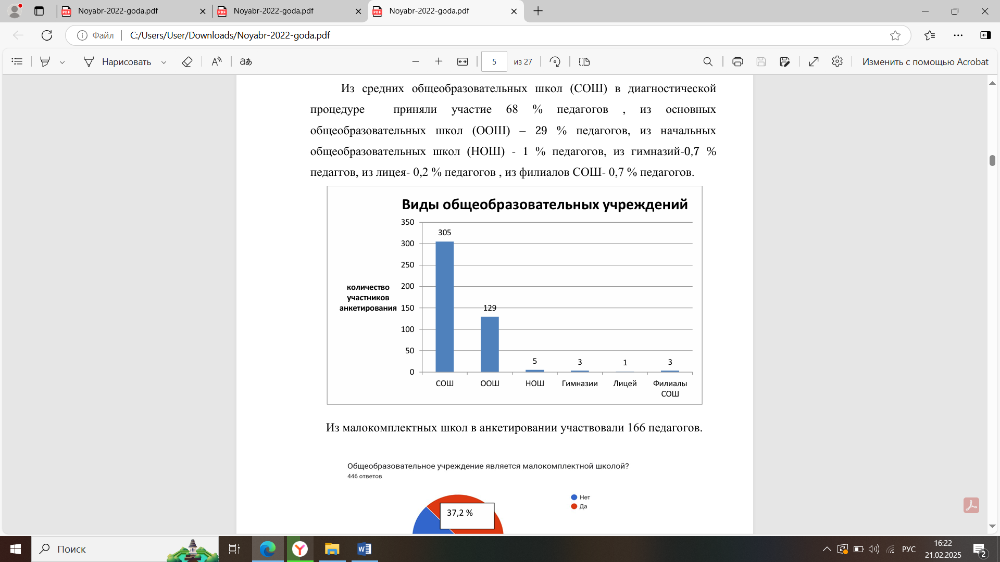 Noyabr-2022-goda.pdf
Noyabr-2022-goda.pdf
Noyabr-2022-goda.pdf
Файл
C:/Users/User/Downloads/Noyabr-2022-goda.pdf
Нарисовать
5
из 27
Изменить с помощью Acrobat
Из средних общеобразовательных школ (СОШ) в диагностической
процедуре приняли участие 68 % педагогов , из основных
общеобразовательных школ (ООШ) – 29 % педагогов, из начальных
общеобразовательных школ (НОШ) - 1 % педагогов, из гимназий-0,7 %
педаггов, из лицея- 0,2 % педагогов , из филиалов СОШ- 0,7 % педагогов.
Виды общеобразовательных учреждений
350
300
250
200
150
100
50
0
количество
участников
анкетирования
305
129
5
3
1
3
СОШ
ООШ
НОШ
Гимназии
Лицей
Филиалы
СОШ
Из малокомплектных школ в анкетировании участвовали 166 педагогов.
Общеобразовательное учреждение является малокомплектной школой?
446 ответов
Нет
Да
37,2 %
Поиск
РУС
16:22
21.02.2025
2